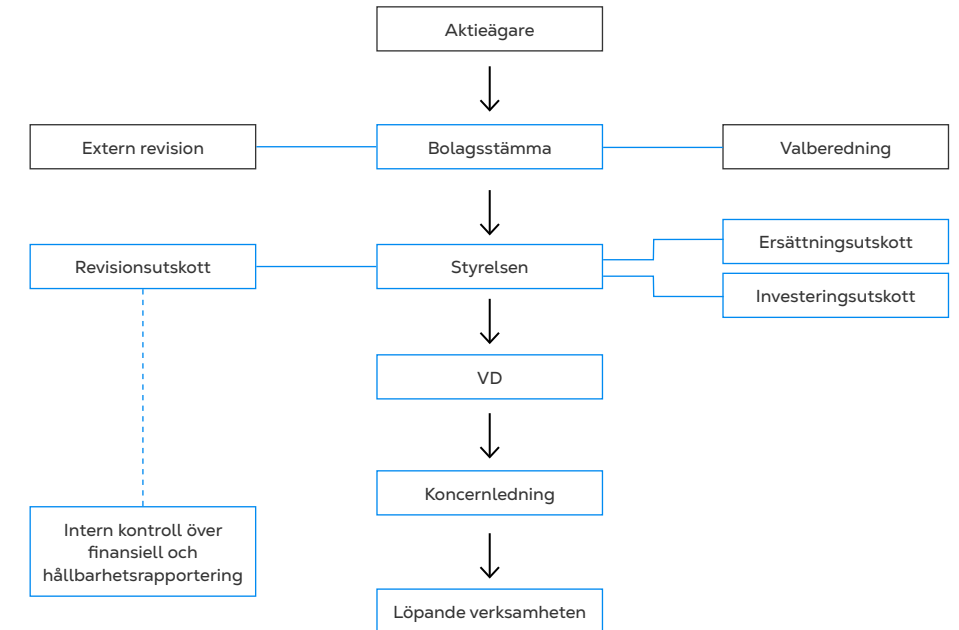 Aktieägare
Extern revision
Bolagsstämma
Valberedning
Revisionsutskott
Styrelsen
Ersättningsutskott
Investeringsutskott
VD
Koncernledning
Intern kontroll över
finansiell och
hållbarhetsrapportering
Löpande verksamheten